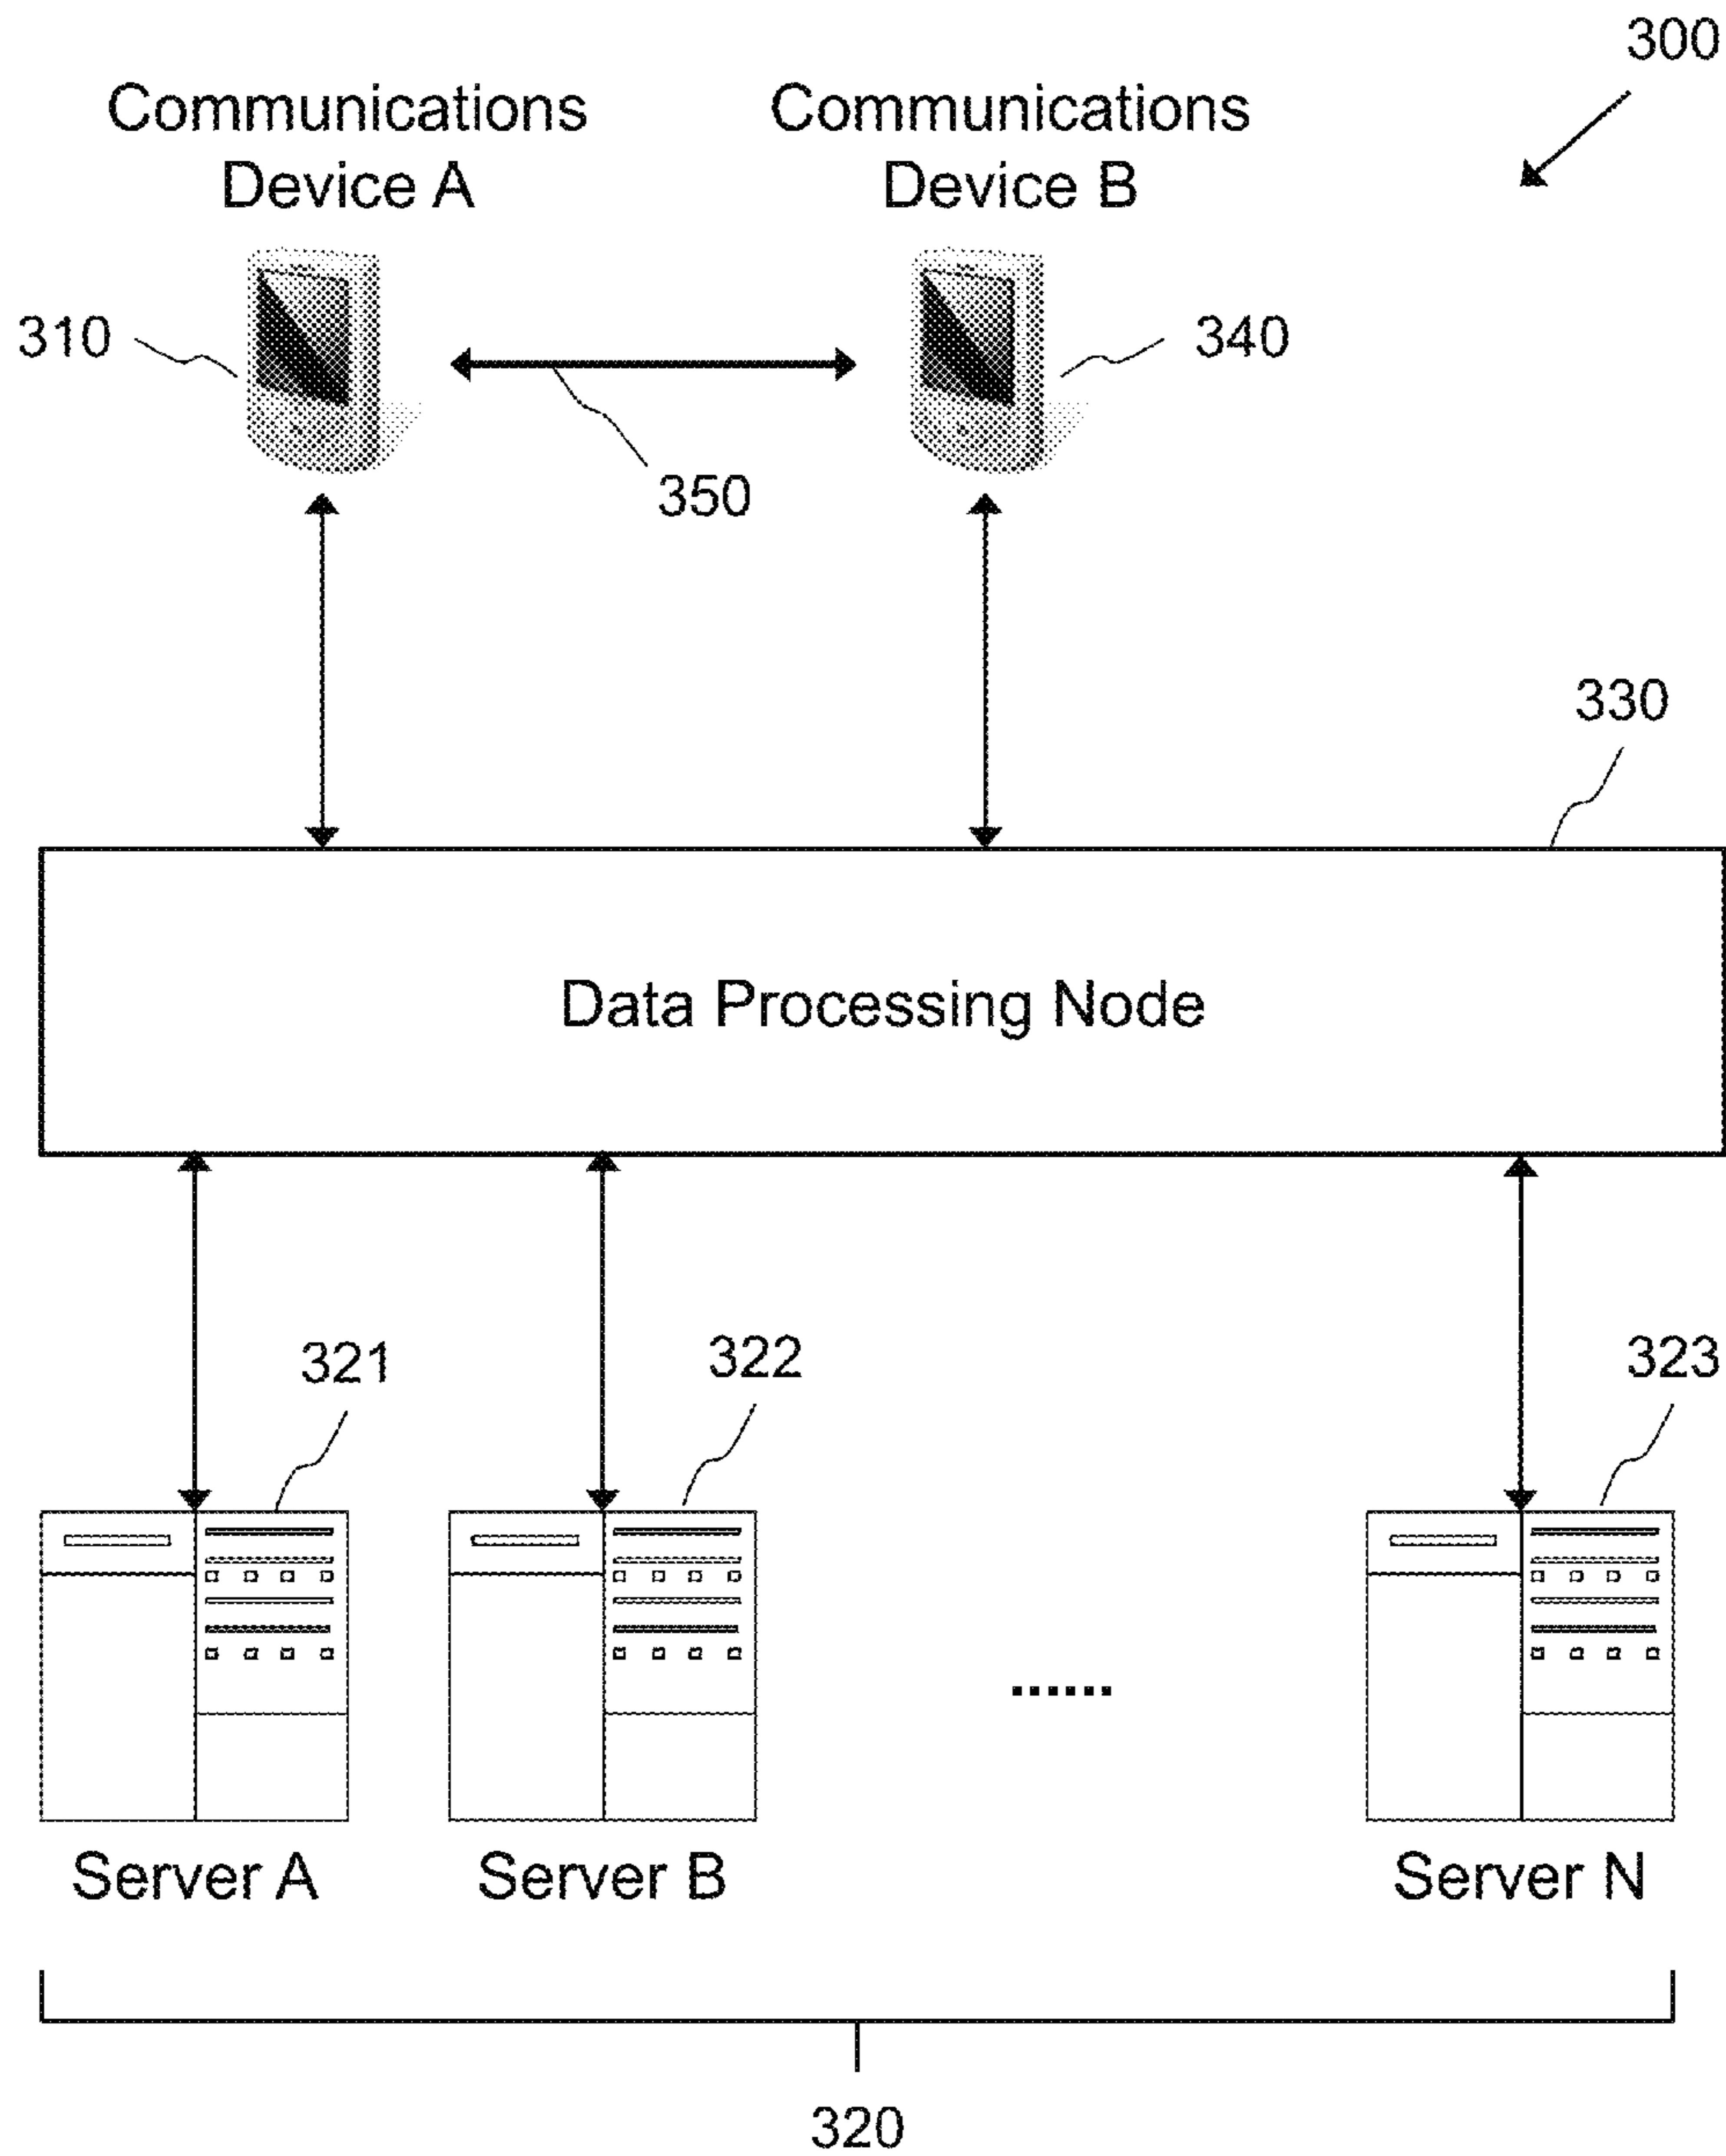 300
Communications
Device A
Communications
Device B
310
340
350
330
Data Processing Node
321
322
323
......
Server A
Server B
Server N
320